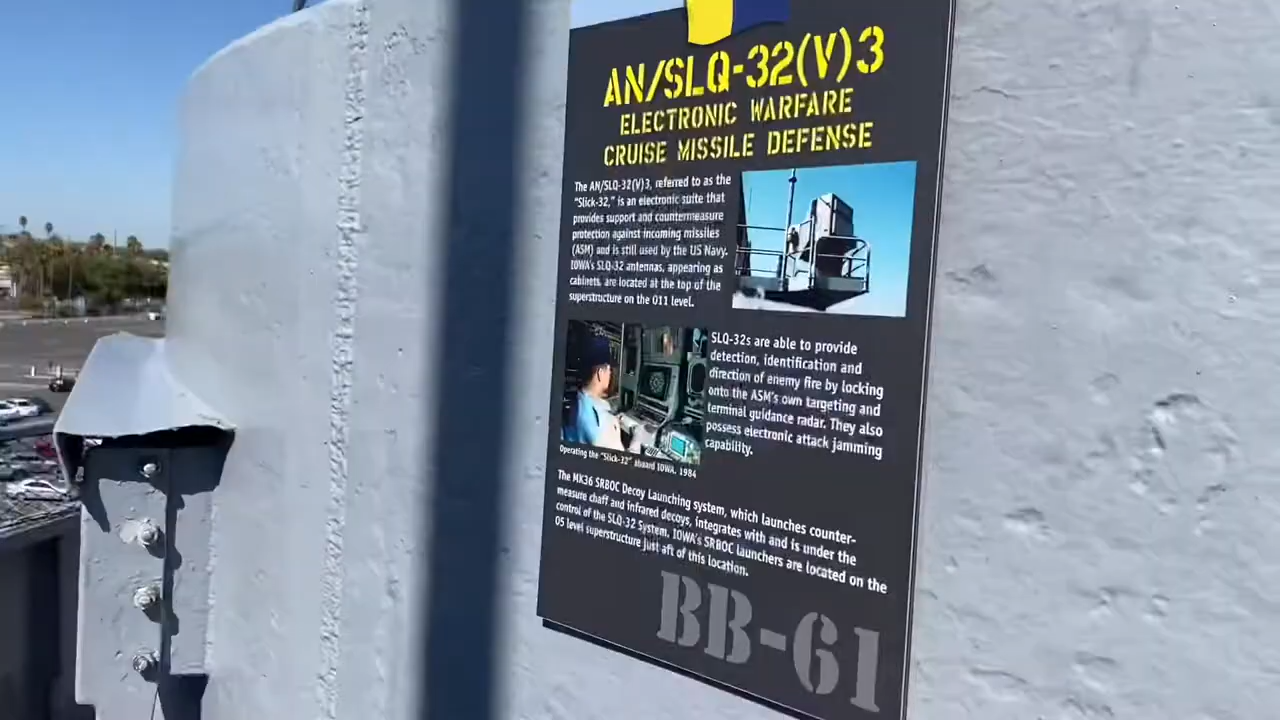 AN/SLQ-32(V)3
ELECTRONIC WARFARE
CRUISE MISSILE DEFENSE
The AN/SLQ-32(V)3, referred to as the
"Slick-32," is an electronic suite that
provides support and countermeasure
protection against incoming missiles
(ASM) and is still used by the US Navy.
IOWA's SLQ-32 antennas, appearing as
cabinets, are located at the top of the
superstructure on the 011 level.
SLQ-32s are able to provide
detection, identification and
direction of enemy fire by locking
onto the ASM's own targeting and
terminal guidance radar. They also
possess electronic attack jamming
capability.
Operating the "Slick-32" aboard IOWA, 1984
The MK36 SRBOC Decoy Launching system, which launches counter-
measure chaff and infrared decoys, integrates with and is under the
control of the SLQ-32 System. IOWA's SRBOC launchers are located on the
05 level superstructure just aft of this location.
BB-61